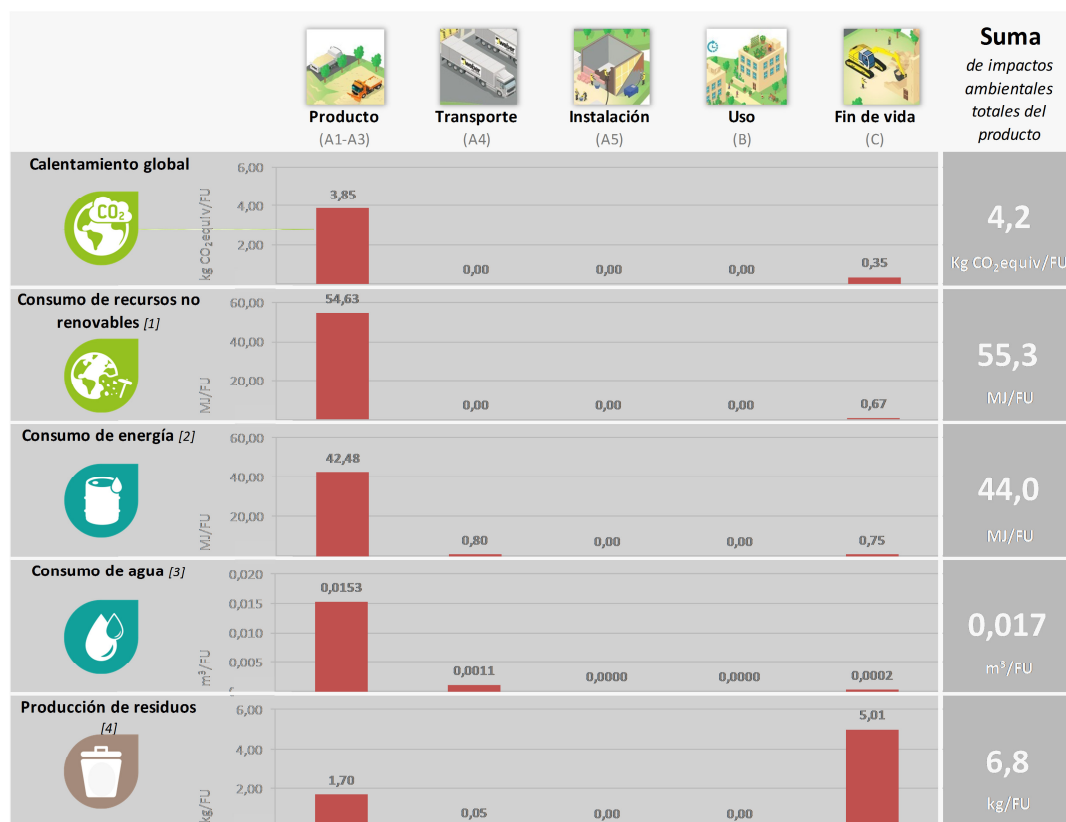 Producto
(A1-A3)
Transporte
(A4)
Instalación
(A5)
Uso
(B)
Fin de vida
(C)
Suma
de impactos
ambientales
totales del
producto
Calentamiento global
CO₂
kg CO₂equiv/FU
6,00
4,00
2,00
3,85
0,00
0,00
0,00
0,35
4,2
Kg CO₂equiv/FU
Consumo de recursos no
renovables [1]
MJ/FU
60,00
40,00
20,00
54,63
0,00
0,00
0,00
0,67
55,3
MJ/FU
Consumo de energía [2]
MJ/FU
60,00
40,00
20,00
42,48
0,80
0,00
0,00
0,75
44,0
MJ/FU
Consumo de agua [3]
m³/FU
0,020
0,015
0,010
0,005
0,0153
0,0011
0,0000
0,0000
0,0002
0,017
m³/FU
Producción de residuos
[4]
kg/FU
6,00
4,00
2,00
1,70
0,05
0,00
0,00
5,01
6,8
kg/FU